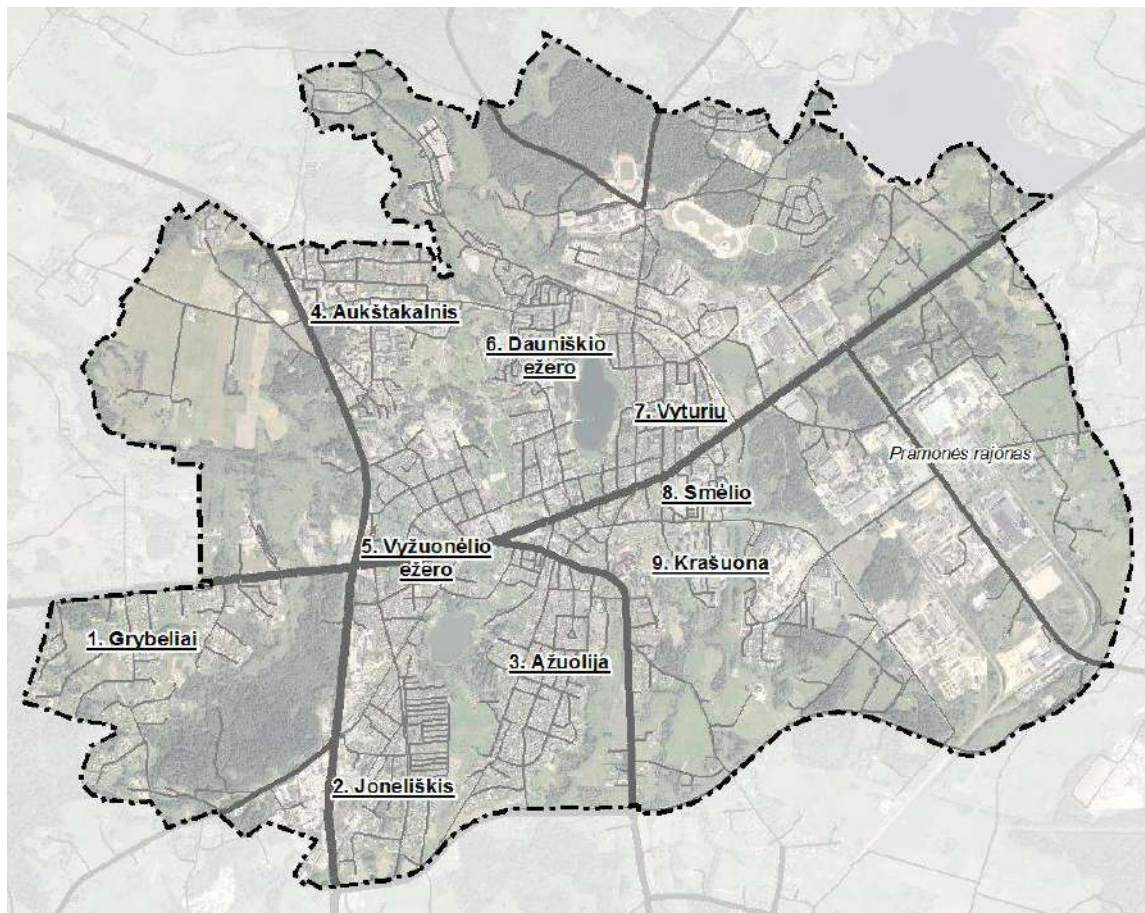 4. Aukštakalnis
6. Dauniškio
ežero
7. Vyturių
Pramonės rajonas
8. Smėlio
5. Vyžuonėlio
ežero
9. Krašuona
1. Grybeliai
3. Ąžuolija
2. Joneliškis